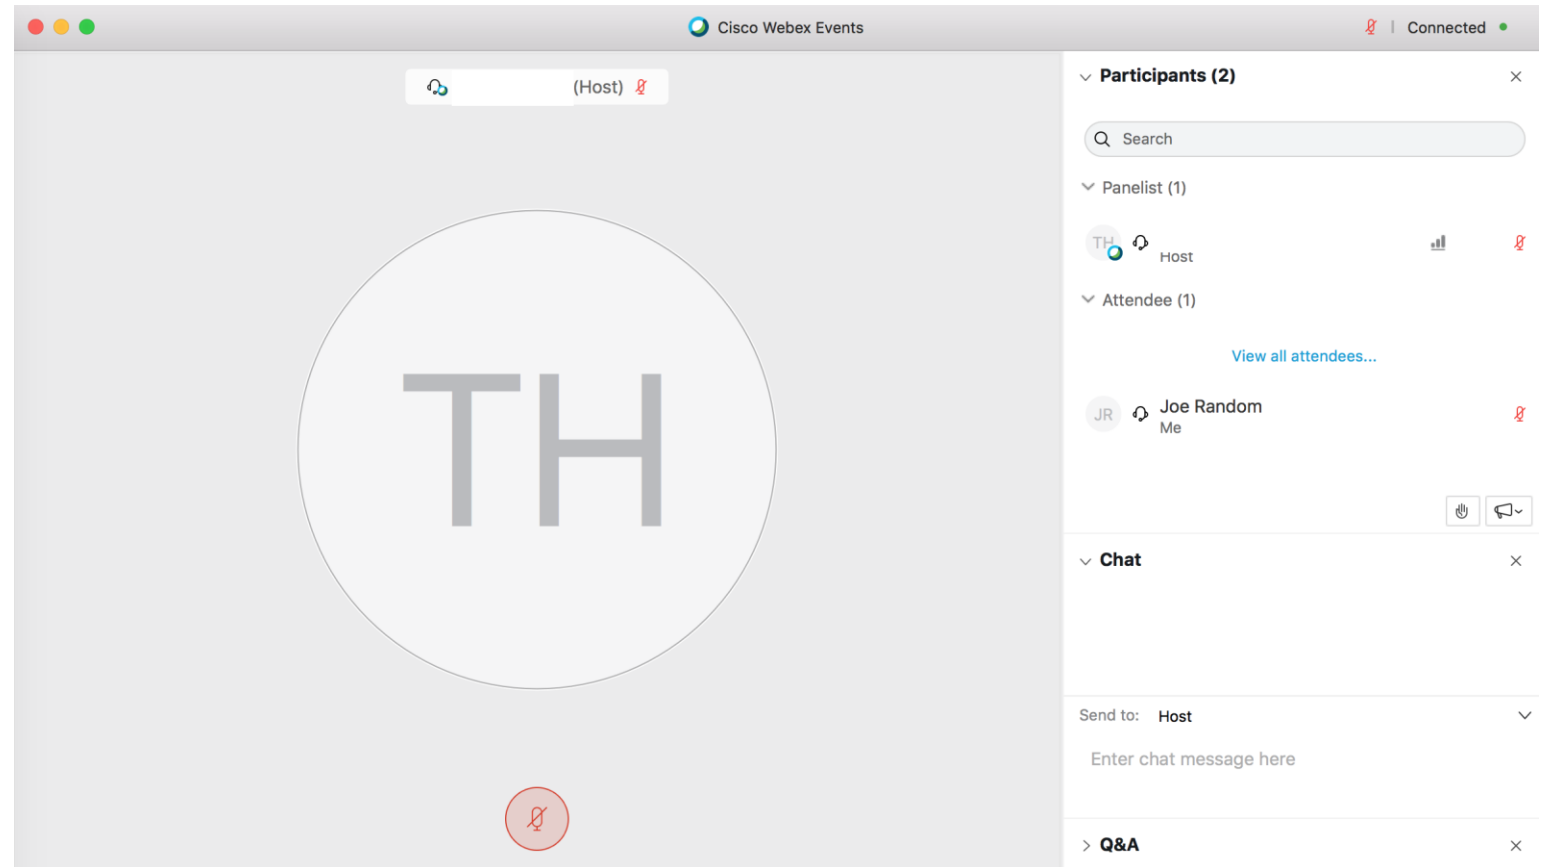 Cisco Webex Events
Connected
(Host)
TH
Participants (2)
Search
Panelist (1)
TH
Host
Attendee (1)
View all attendees...
JR Joe Random
Me
Chat
Send to: Host
Enter chat message here
Q&A